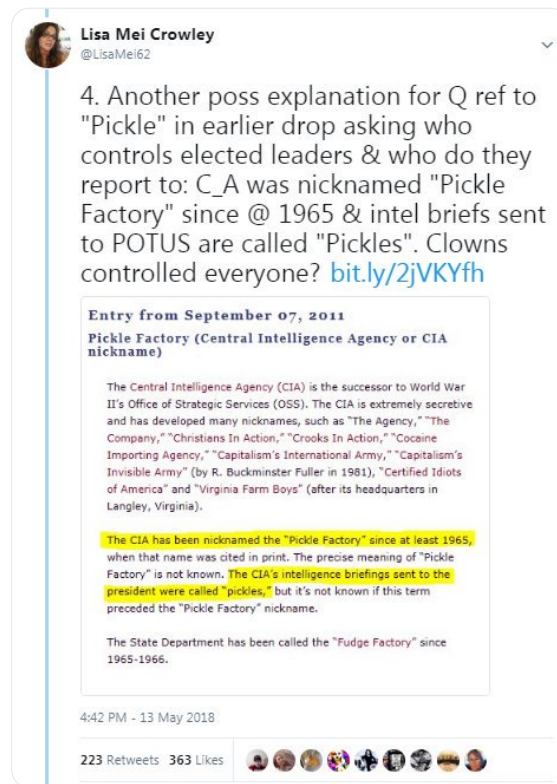 Lisa Mei Crowley
@LisaMei62
4. Another poss explanation for Q ref to
"Pickle" in earlier drop asking who
controls elected leaders & who do they
report to: C_A was nicknamed "Pickle
Factory" since @ 1965 & intel briefs sent
to POTUS are called "Pickles". Clowns
controlled everyone? bit.ly/2jVKYfh
Entry from September 07, 2011
Pickle Factory (Central Intelligence Agency or CIA
nickname)
The Central Intelligence Agency (CIA) is the successor to World War
II's Office of Strategic Services (OSS). The CIA is extremely secretive
and has developed many nicknames, such as "The Agency," "The
Company," "Christians In Action," "Crooks In Action," "Cocaine
Importing Agency," "Capitalism's International Army," "Capitalism's
Invisible Army" (by R. Buckminster Fuller in 1981), "Certified Idiots
of America" and "Virginia Farm Boys" (after its headquarters in
Langley, Virginia).
The CIA has been nicknamed the "Pickle Factory" since at least 1965,
when that name was cited in print. The precise meaning of "Pickle
Factory" is not known. The CIA's intelligence briefings sent to the
president were called "pickles," but it's not known if this term
preceded the "Pickle Factory" nickname.
The State Department has been called the "Fudge Factory" since
1965-1966.
4:42 PM - 13 May 2018
223 Retweets 363 Likes